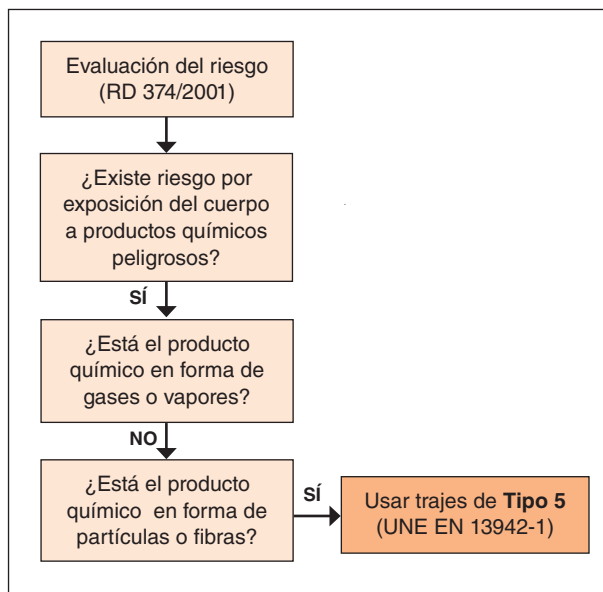 Evaluación del riesgo
(RD 374/2001)
¿Existe riesgo por
exposición del cuerpo
a productos químicos
peligrosos?
SÍ
¿Está el producto
químico en forma de
gases o vapores?
NO
¿Está el producto
químico en forma de
partículas o fibras?
SÍ
Usar trajes de Tipo 5
(UNE EN 13942-1)